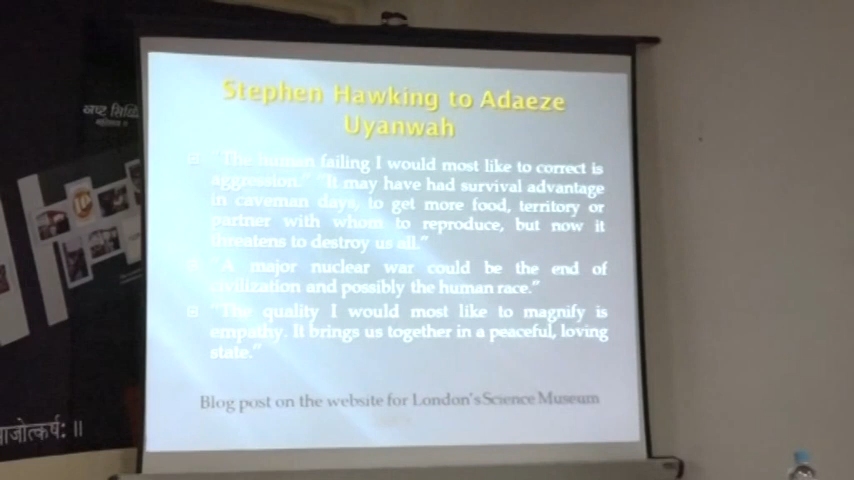 Stephen Hawking to Adaeze
Uyanwah
"The human failing I would most like to correct is
aggression." "It may have had survival advantage
in caveman days, to get more food, territory or
partner with whom to reproduce, but now it
threatens to destroy us all."
"A major nuclear war could be the end of
civilization and possibly the human race."
"The quality I would most like to magnify is
empathy. It brings us together in a peaceful, loving
state."
Blog post on the website for London's Science Museum